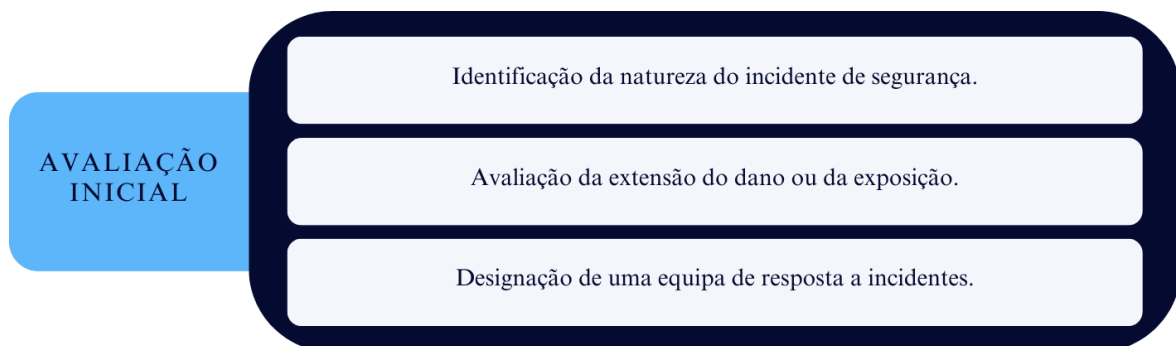 AVALIAÇÃO
INICIAL
Identificação da natureza do incidente de segurança.
Avaliação da extensão do dano ou da exposição.
Designação de uma equipa de resposta a incidentes.